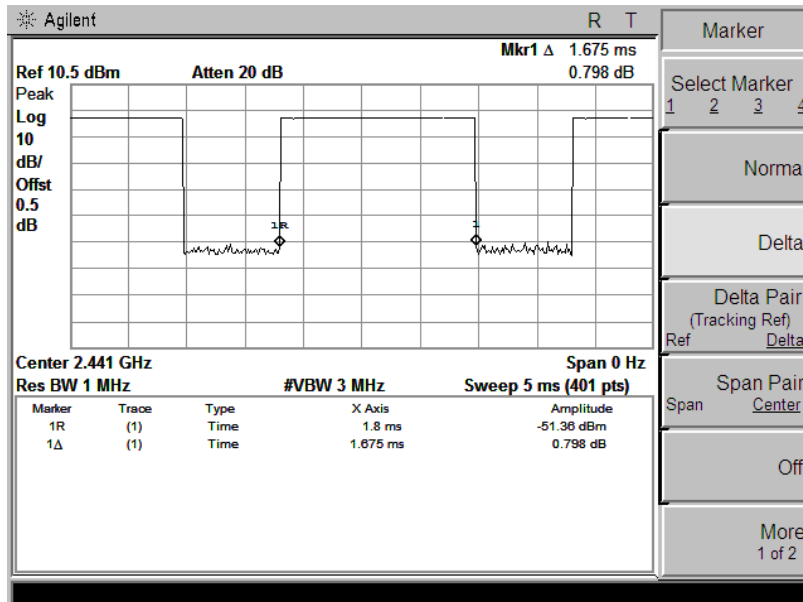 Agilent R T
Mkr1 Δ 1.675 ms
Ref 10.5 dBm Atten 20 dB 0.798 dB
Peak
Log
10
dB/
Offst
0.5
dB
1R
1
Center 2.441 GHz Span 0 Hz
Res BW 1 MHz #VBW 3 MHz Sweep 5 ms (401 pts)
Marker Trace Type X Axis Amplitude
1R (1) Time 1.8 ms -51.36 dBm
1Δ (1) Time 1.675 ms 0.798 dB
Marker
Select Marker
1 2 3 4
Norma
Delta
Delta Pair
(Tracking Ref)
Ref Delta
Span Pair
Span Center
Off
More
1 of 2